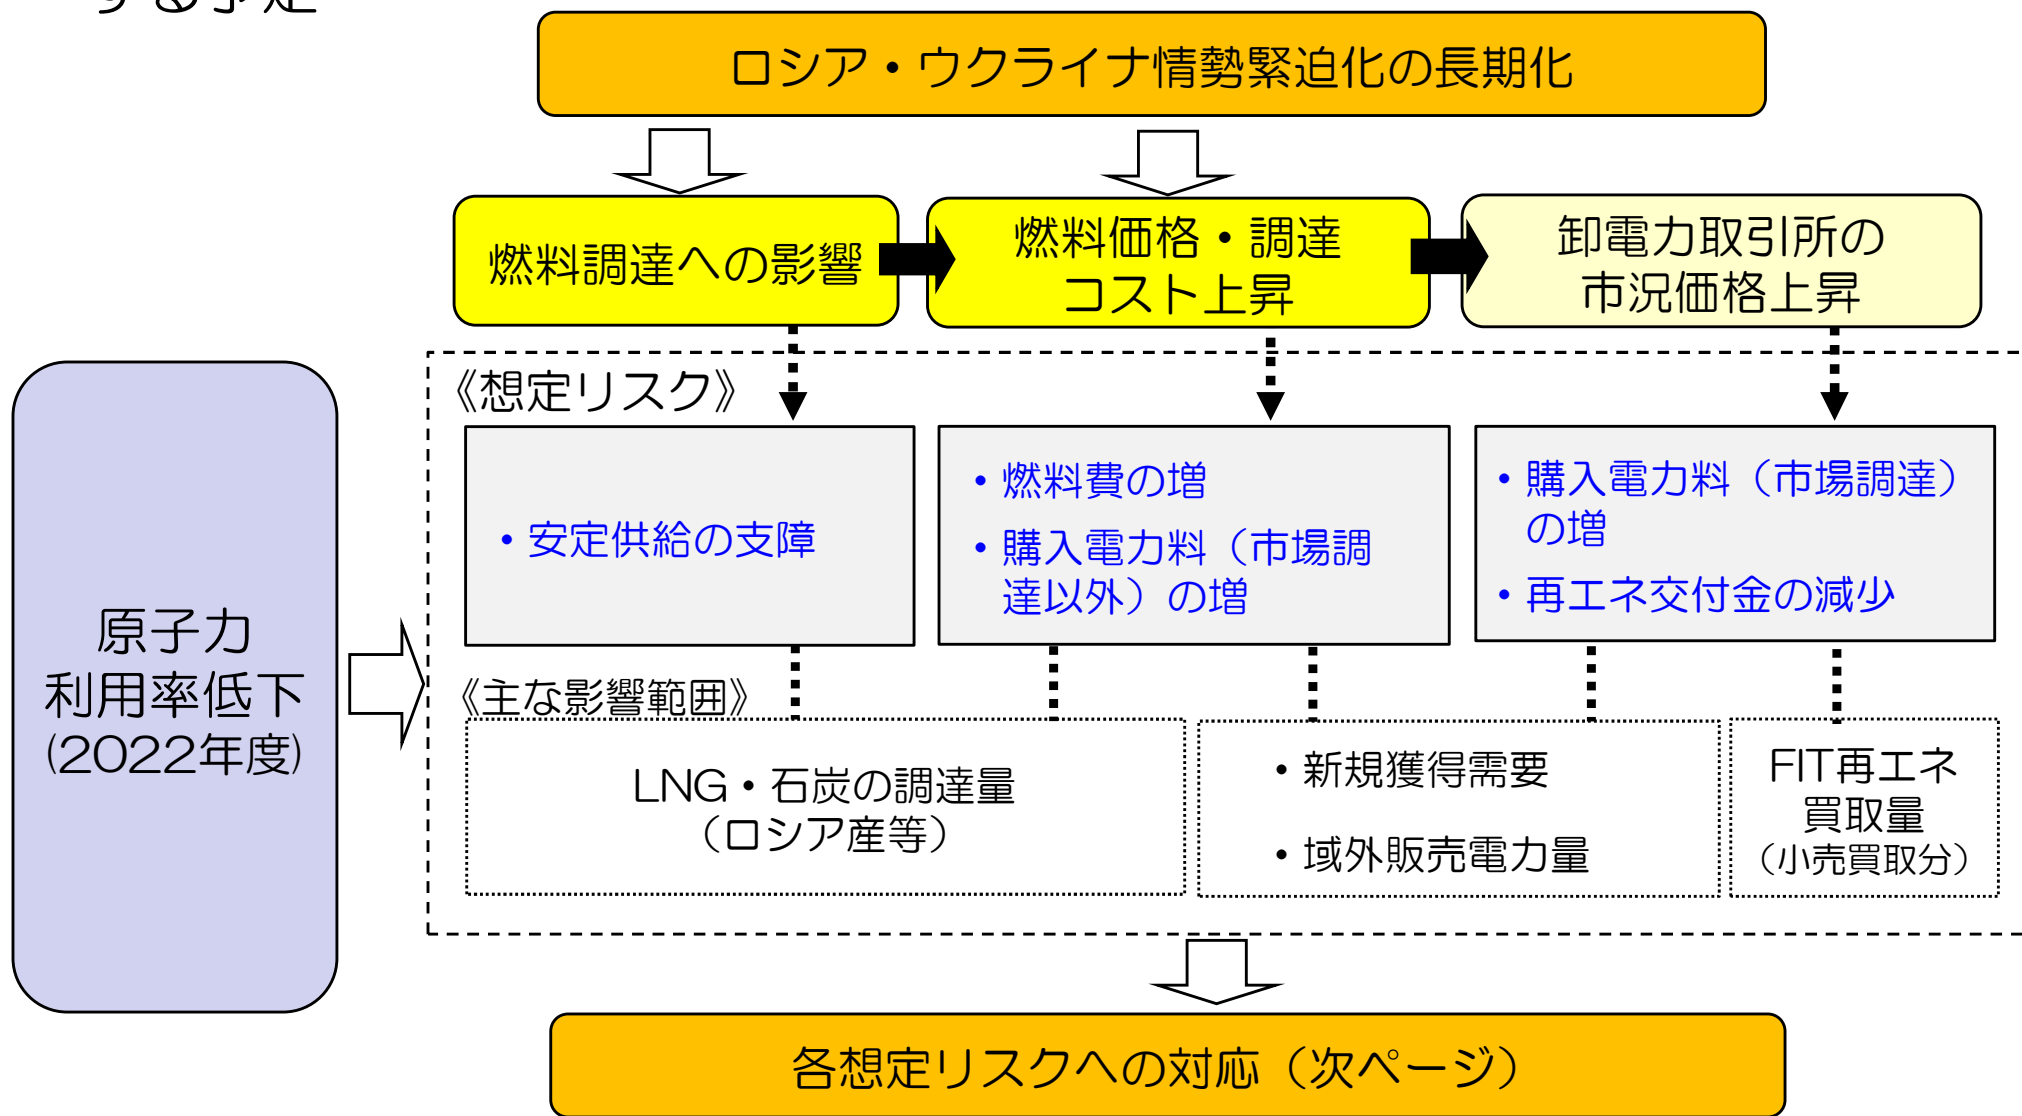 する予定
ロシア・ウクライナ情勢緊迫化の長期化
燃料調達への影響
燃料価格・調達
コスト上昇
卸電力取引所の
市況価格上昇
原子力
利用率低下
(2022年度)
《想定リスク》
・安定供給の支障
・燃料費の増
・購入電力料（市場調
達以外）の増
・購入電力料（市場調達）
の増
・再エネ交付金の減少
《主な影響範囲》
LNG・石炭の調達量
（ロシア産等）
・新規獲得需要
・域外販売電力量
FIT再エネ
買取量
（小売買取分）
各想定リスクへの対応（次ページ）